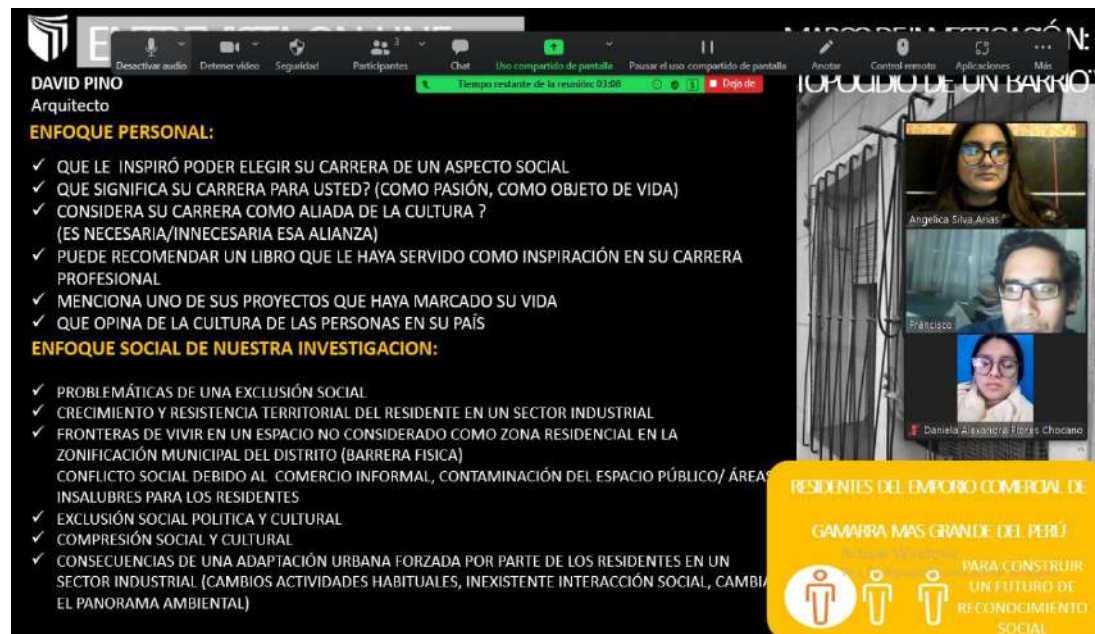 Desactivar audio
Detener video
Seguridad
Participantes
3
Chat
Uso compartido de pantalla
Pausar el uso compartido de pantalla
Anotar
Control remoto
Aplicaciones
Más
Tiempo restante de la reunión: 03:08
Deja de
DAVID PINO
Arquitecto
ENFOQUE PERSONAL:
✓ QUE LE INSPIRÓ PODER ELEGIR SU CARRERA DE UN ASPECTO SOCIAL
✓ QUE SIGNIFICA SU CARRERA PARA USTED? (COMO PASIÓN, COMO OBJETO DE VIDA)
✓ CONSIDERA SU CARRERA COMO ALIADA DE LA CULTURA ?
(ES NECESARIA/INNECESARIA ESA ALIANZA)
✓ PUEDE RECOMENDAR UN LIBRO QUE LE HAYA SERVIDO COMO INSPIRACIÓN EN SU CARRERA
PROFESIONAL
✓ MENCIONA UNO DE SUS PROYECTOS QUE HAYA MARCADO SU VIDA
✓ QUE OPINA DE LA CULTURA DE LAS PERSONAS EN SU PAÍS
ENFOQUE SOCIAL DE NUESTRA INVESTIGACION:
✓ PROBLEMÁTICAS DE UNA EXCLUSIÓN SOCIAL
✓ CRECIMIENTO Y RESISTENCIA TERRITORIAL DEL RESIDENTE EN UN SECTOR INDUSTRIAL
✓ FRONTERAS DE VIVIR EN UN ESPACIO NO CONSIDERADO COMO ZONA RESIDENCIAL EN LA
ZONIFICACIÓN MUNICIPAL DEL DISTRITO (BARRERA FISICA)
CONFLICTO SOCIAL DEBIDO AL COMERCIO INFORMAL, CONTAMINACIÓN DEL ESPACIO PÚBLICO/ ÁREAS
INSALUBRES PARA LOS RESIDENTES
✓ EXCLUSIÓN SOCIAL POLITICA Y CULTURAL
✓ COMPRESIÓN SOCIAL Y CULTURAL
✓ CONSECUENCIAS DE UNA ADAPTACIÓN URBANA FORZADA POR PARTE DE LOS RESIDENTES EN UN
SECTOR INDUSTRIAL (CAMBIOS ACTIVIDADES HABITUALES, INEXISTENTE INTERACCIÓN SOCIAL, CAMBIA
EL PANORAMA AMBIENTAL)
TOPOCIDIO DE UN BARRIO"
Angelica Silva Arias
Francisco
Daniela Alexandra Flores Chocano
RESIDENTES DEL EMPORIO COMERCIAL DE
GAMARRA MAS GRANDE DEL PERÚ
Activar Windows
PARA CONSTRUIR
UN FUTURO DE
RECONOCIMIENTO
SOCIAL